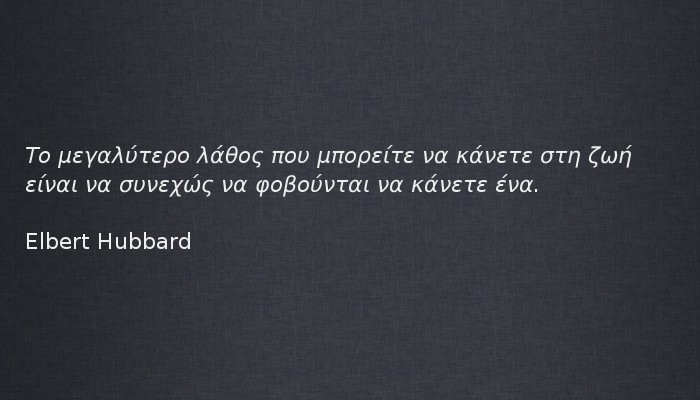 Το μεγαλύτερο λάθος που μπορείτε να κάνετε στη ζωή
είναι να συνεχώς να φοβούνται να κάνετε ένα.
Elbert Hubbard